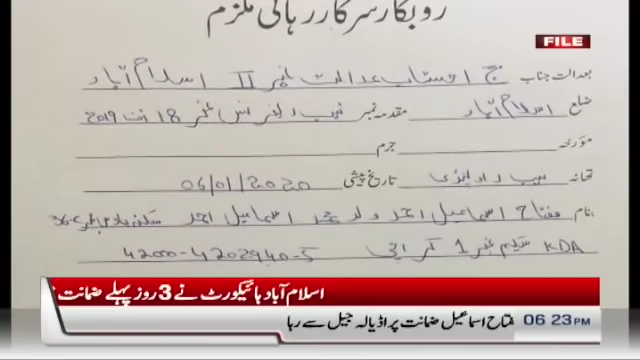 روبکار سرکار رہائی ملزم
FILE
بعدالت جناب جج احتساب عدالت نمبر II اسلام آباد
ضلع اسلام آباد مقدمہ نمبر نیب ریفرنس نمبر 18 آف 2019
مورخہ جرم
تھانہ نیب راولپنڈی تاریخ پیشی 06/01/2020
نام مفتاح اسماعیل احمد ولد محمد اسماعیل احمد سکنہ
KDA سکیم نمبر 1 کراچی 42000-4202940-5
اسلام آباد ہائیکورٹ نے 3 روز پہلے ضمانت
مفتاح اسماعیل ضمانت پر اڈیالہ جیل سے رہا
06:23PM